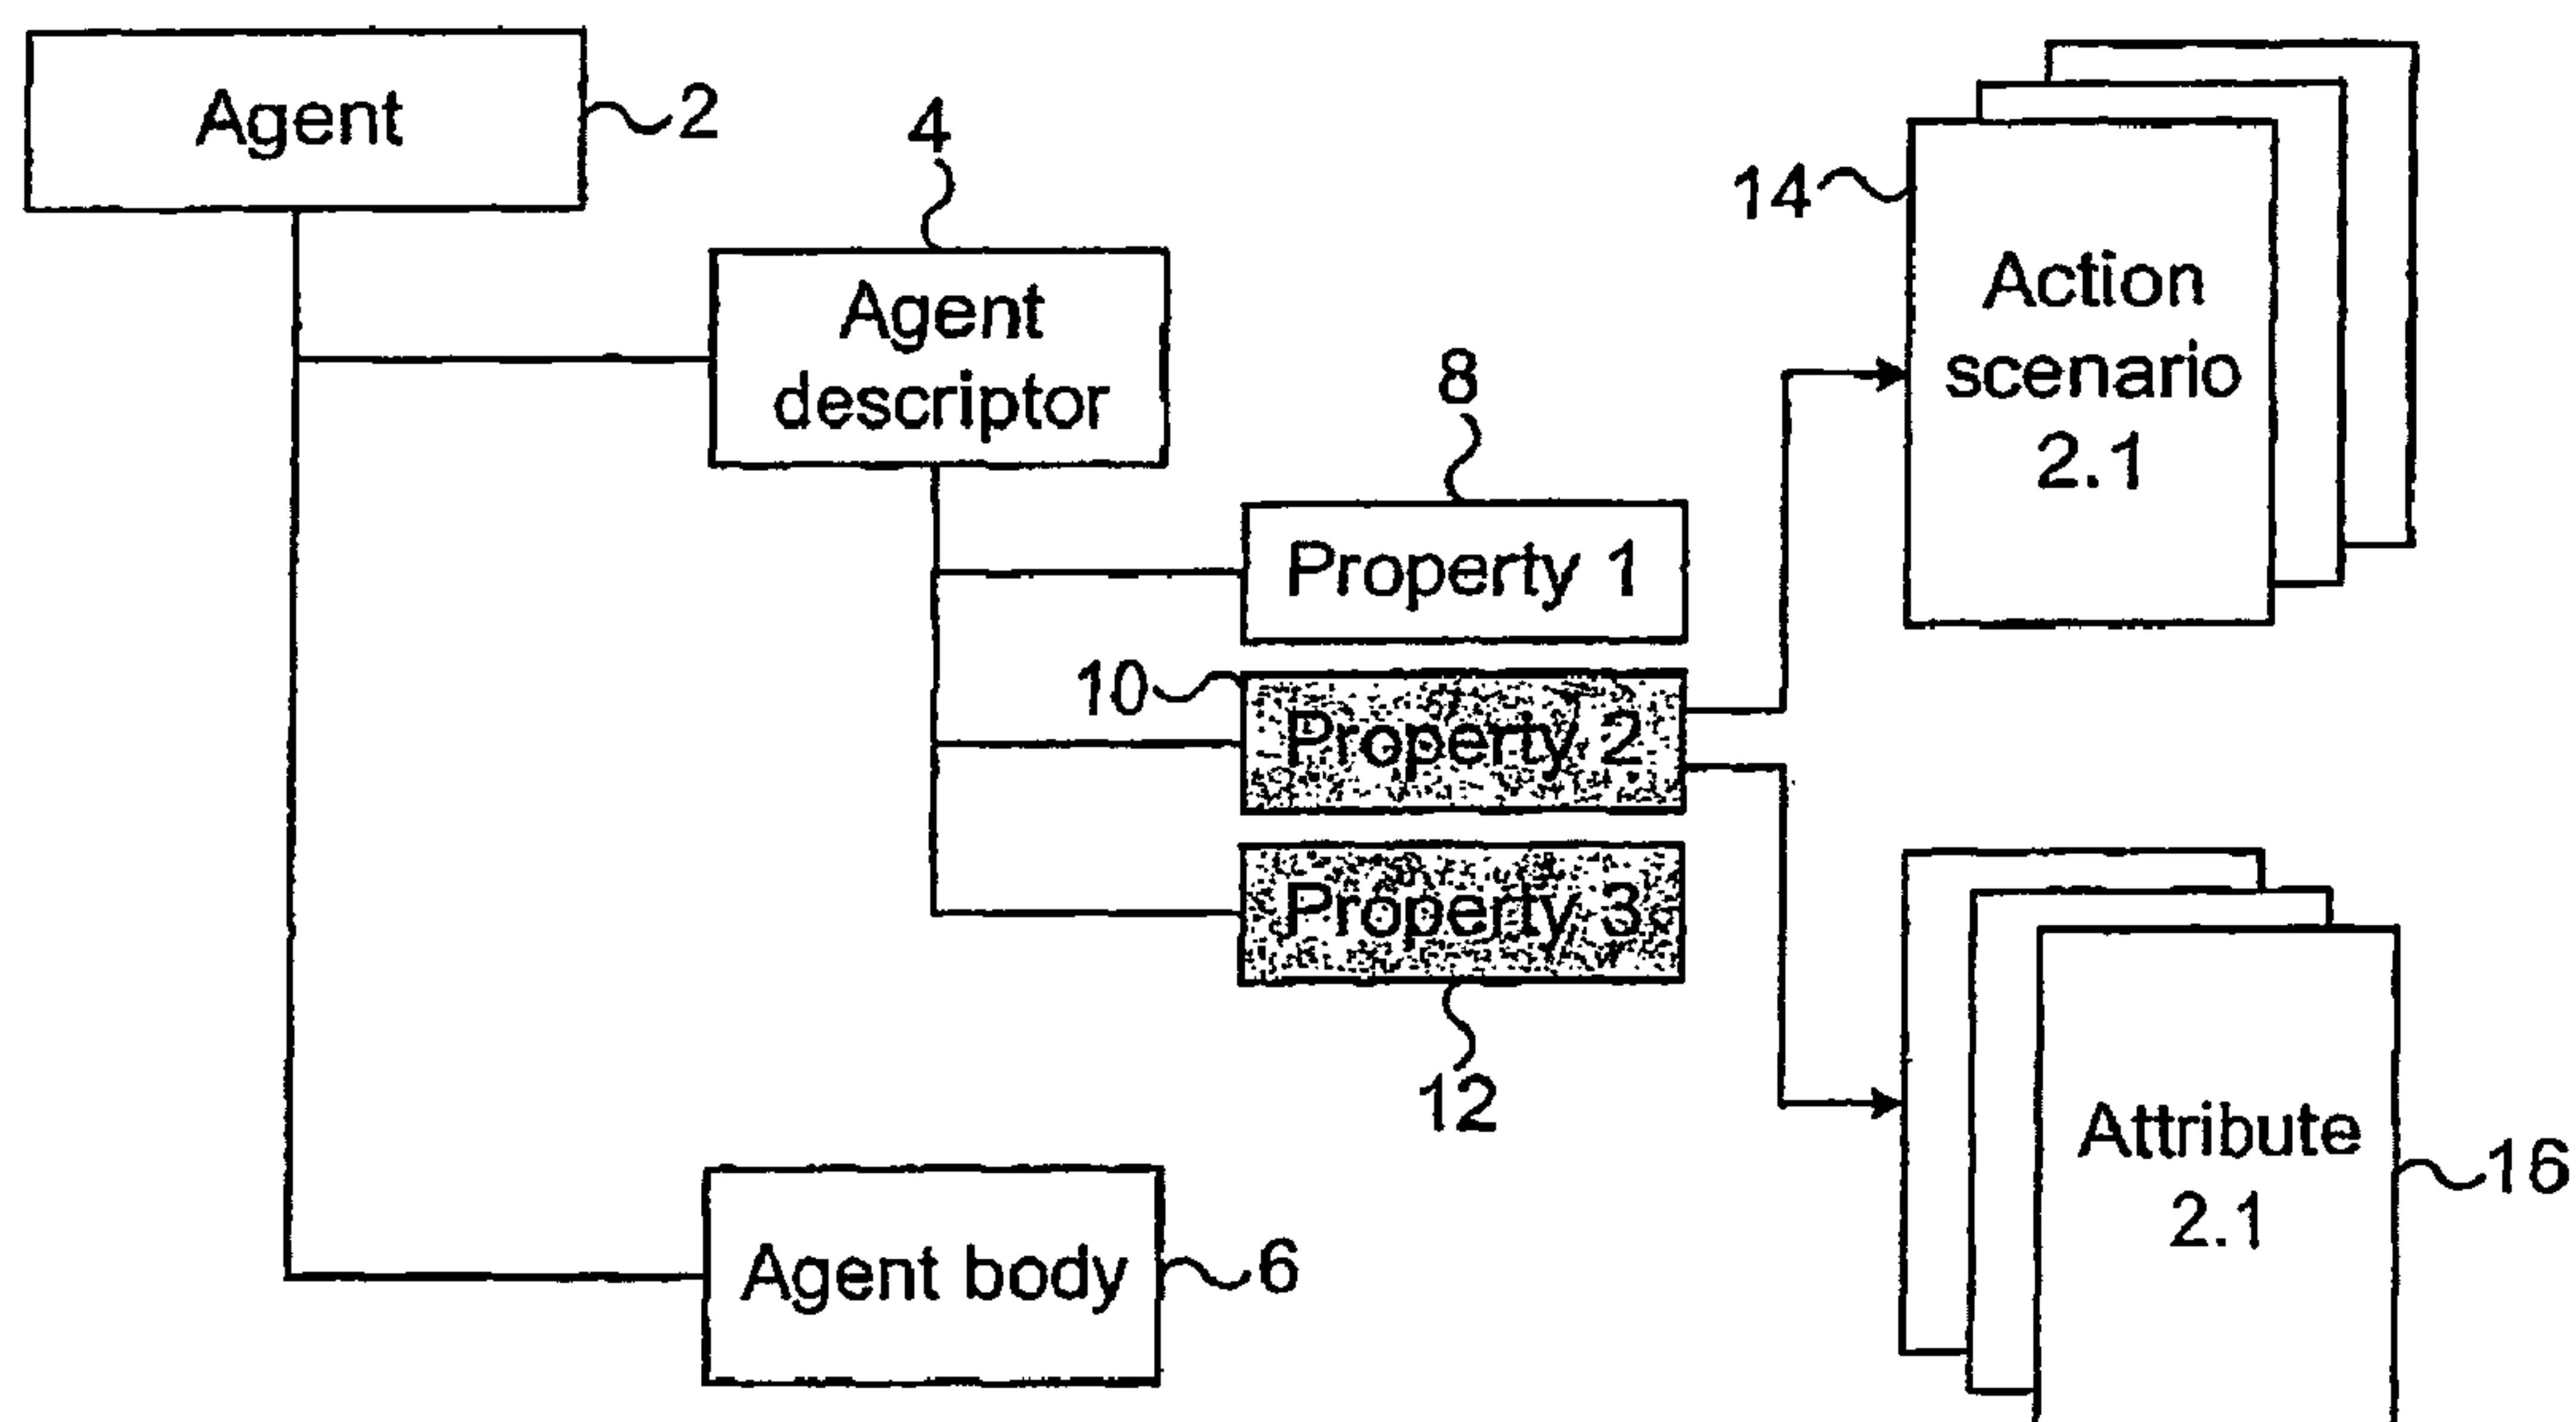 Agent
2
4
Agent
descriptor
8
Property 1
10
Property 2
Property 3
12
14
Action
scenario
2.1
Attribute
2.1
16
Agent body
6